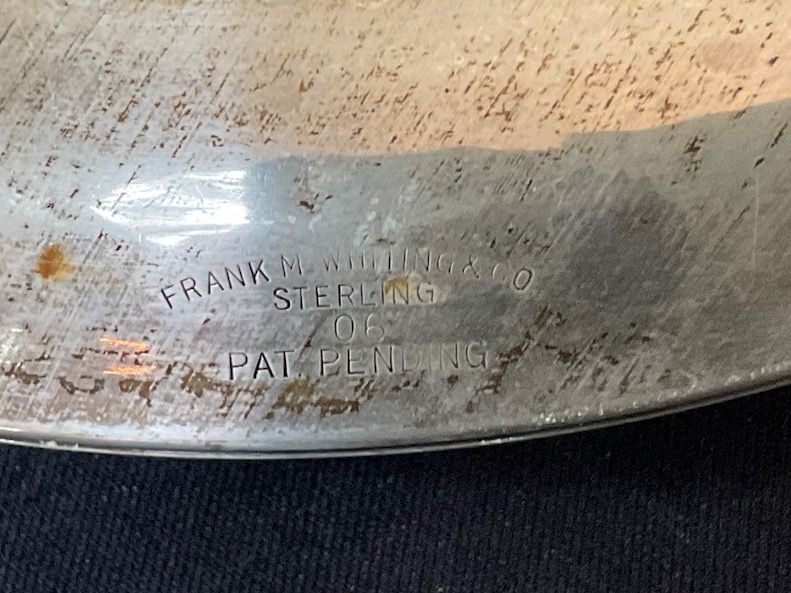 FRANK M. WHITING & CO.
STERLING
06
PAT. PENDING